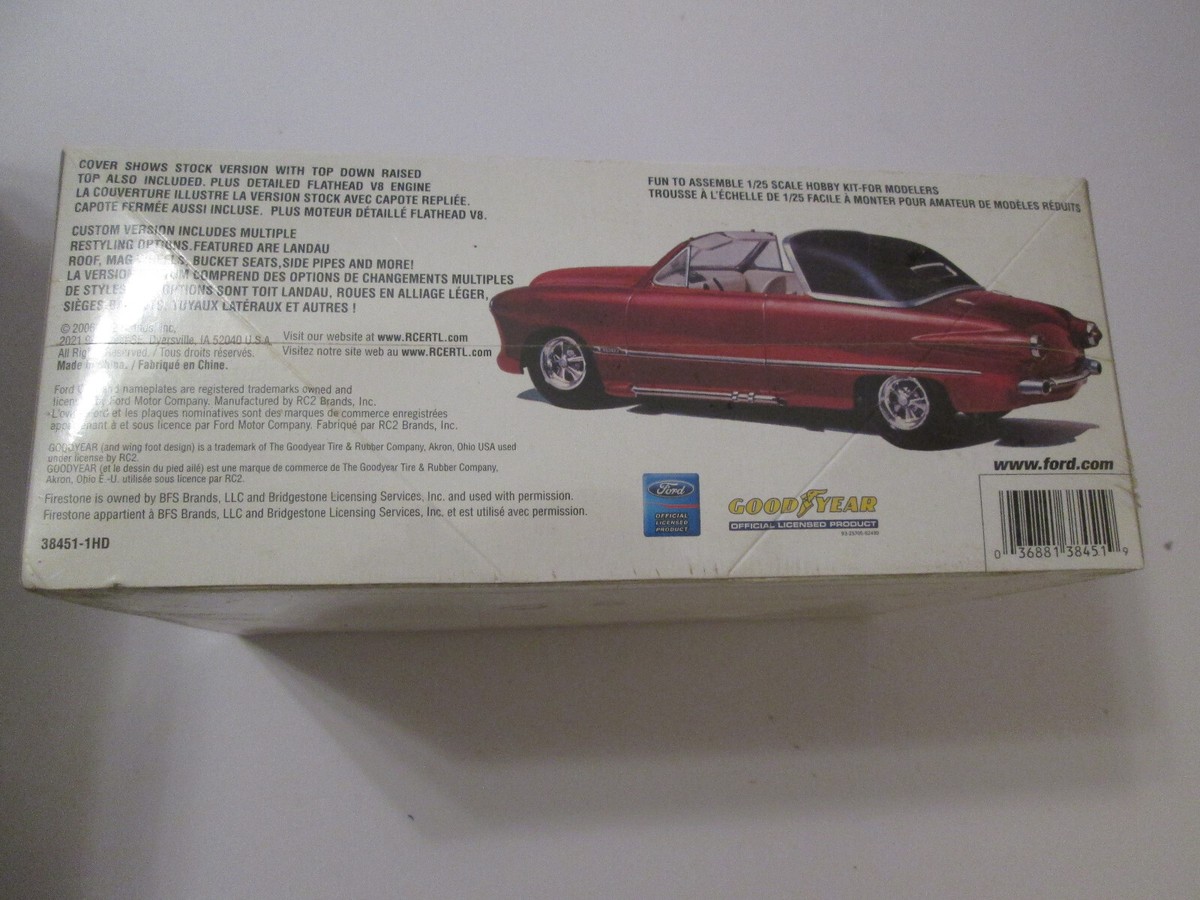 COVER SHOWS STOCK VERSION WITH TOP DOWN RAISED
TOP ALSO INCLUDED. PLUS DETAILED FLATHEAD V8 ENGINE
LA COUVERTURE ILLUSTRE LA VERSION STOCK AVEC CAPOTE REPLIÉE.
CAPOTE FERMÉE AUSSI INCLUSE. PLUS MOTEUR DÉTAILLÉ FLATHEAD V8.
CUSTOM VERSION INCLUDES MULTIPLE
RESTYLING OPTIONS.FEATURED ARE LANDAU
ROOF, MAG WHEELS, BUCKET SEATS,SIDE PIPES AND MORE!
LA VERSION COMPREND DES OPTIONS DE CHANGEMENTS MULTIPLES
DE STYLES OPTIONS SONT TOIT LANDAU, ROUES EN ALLIAGE LÉGER,
SIÈGES TUYAUX LATÉRAUX ET AUTRES !
© Inc.
2021 Dyersville, IA 52040 U.S.A.
All Rights Reserved. / Tous droits réservés.
Made in China. / Fabriqué en Chine.
Visit our website at www.RCERTL.com
Visitez notre site web au www.RCERTL.com
Ford nameplates are registered trademarks owned and
Ford Motor Company. Manufactured by RC2 Brands, Inc.
et les plaques nominatives sont des marques de commerce enregistrées
à et sous licence par Ford Motor Company. Fabriqué par RC2 Brands, Inc.
GOODYEAR (and wing foot design) is a trademark of The Goodyear Tire & Rubber Company, Akron, Ohio USA used
under license by RC2.
GOODYEAR (et le dessin du pied ailé) est une marque de commerce de The Goodyear Tire & Rubber Company,
Akron, Ohio É.-U. utilisée sous licence par RC2.
Firestone is owned by BFS Brands, LLC and Bridgestone Licensing Services, Inc. and used with permission.
Firestone appartient à BFS Brands, LLC and Bridgestone Licensing Services, Inc. et est utilisé avec permission.
38451-1HD
FUN TO ASSEMBLE 1/25 SCALE HOBBY KIT-FOR MODELERS
TROUSSE À L'ÉCHELLE DE 1/25 FACILE À MONTER POUR AMATEUR DE MODÈLES RÉDUITS
www.ford.com
Ford
OFFICIAL
LICENSED
PRODUCT
GOODYEAR
OFFICIAL LICENSED PRODUCT
0 36881 38451 9